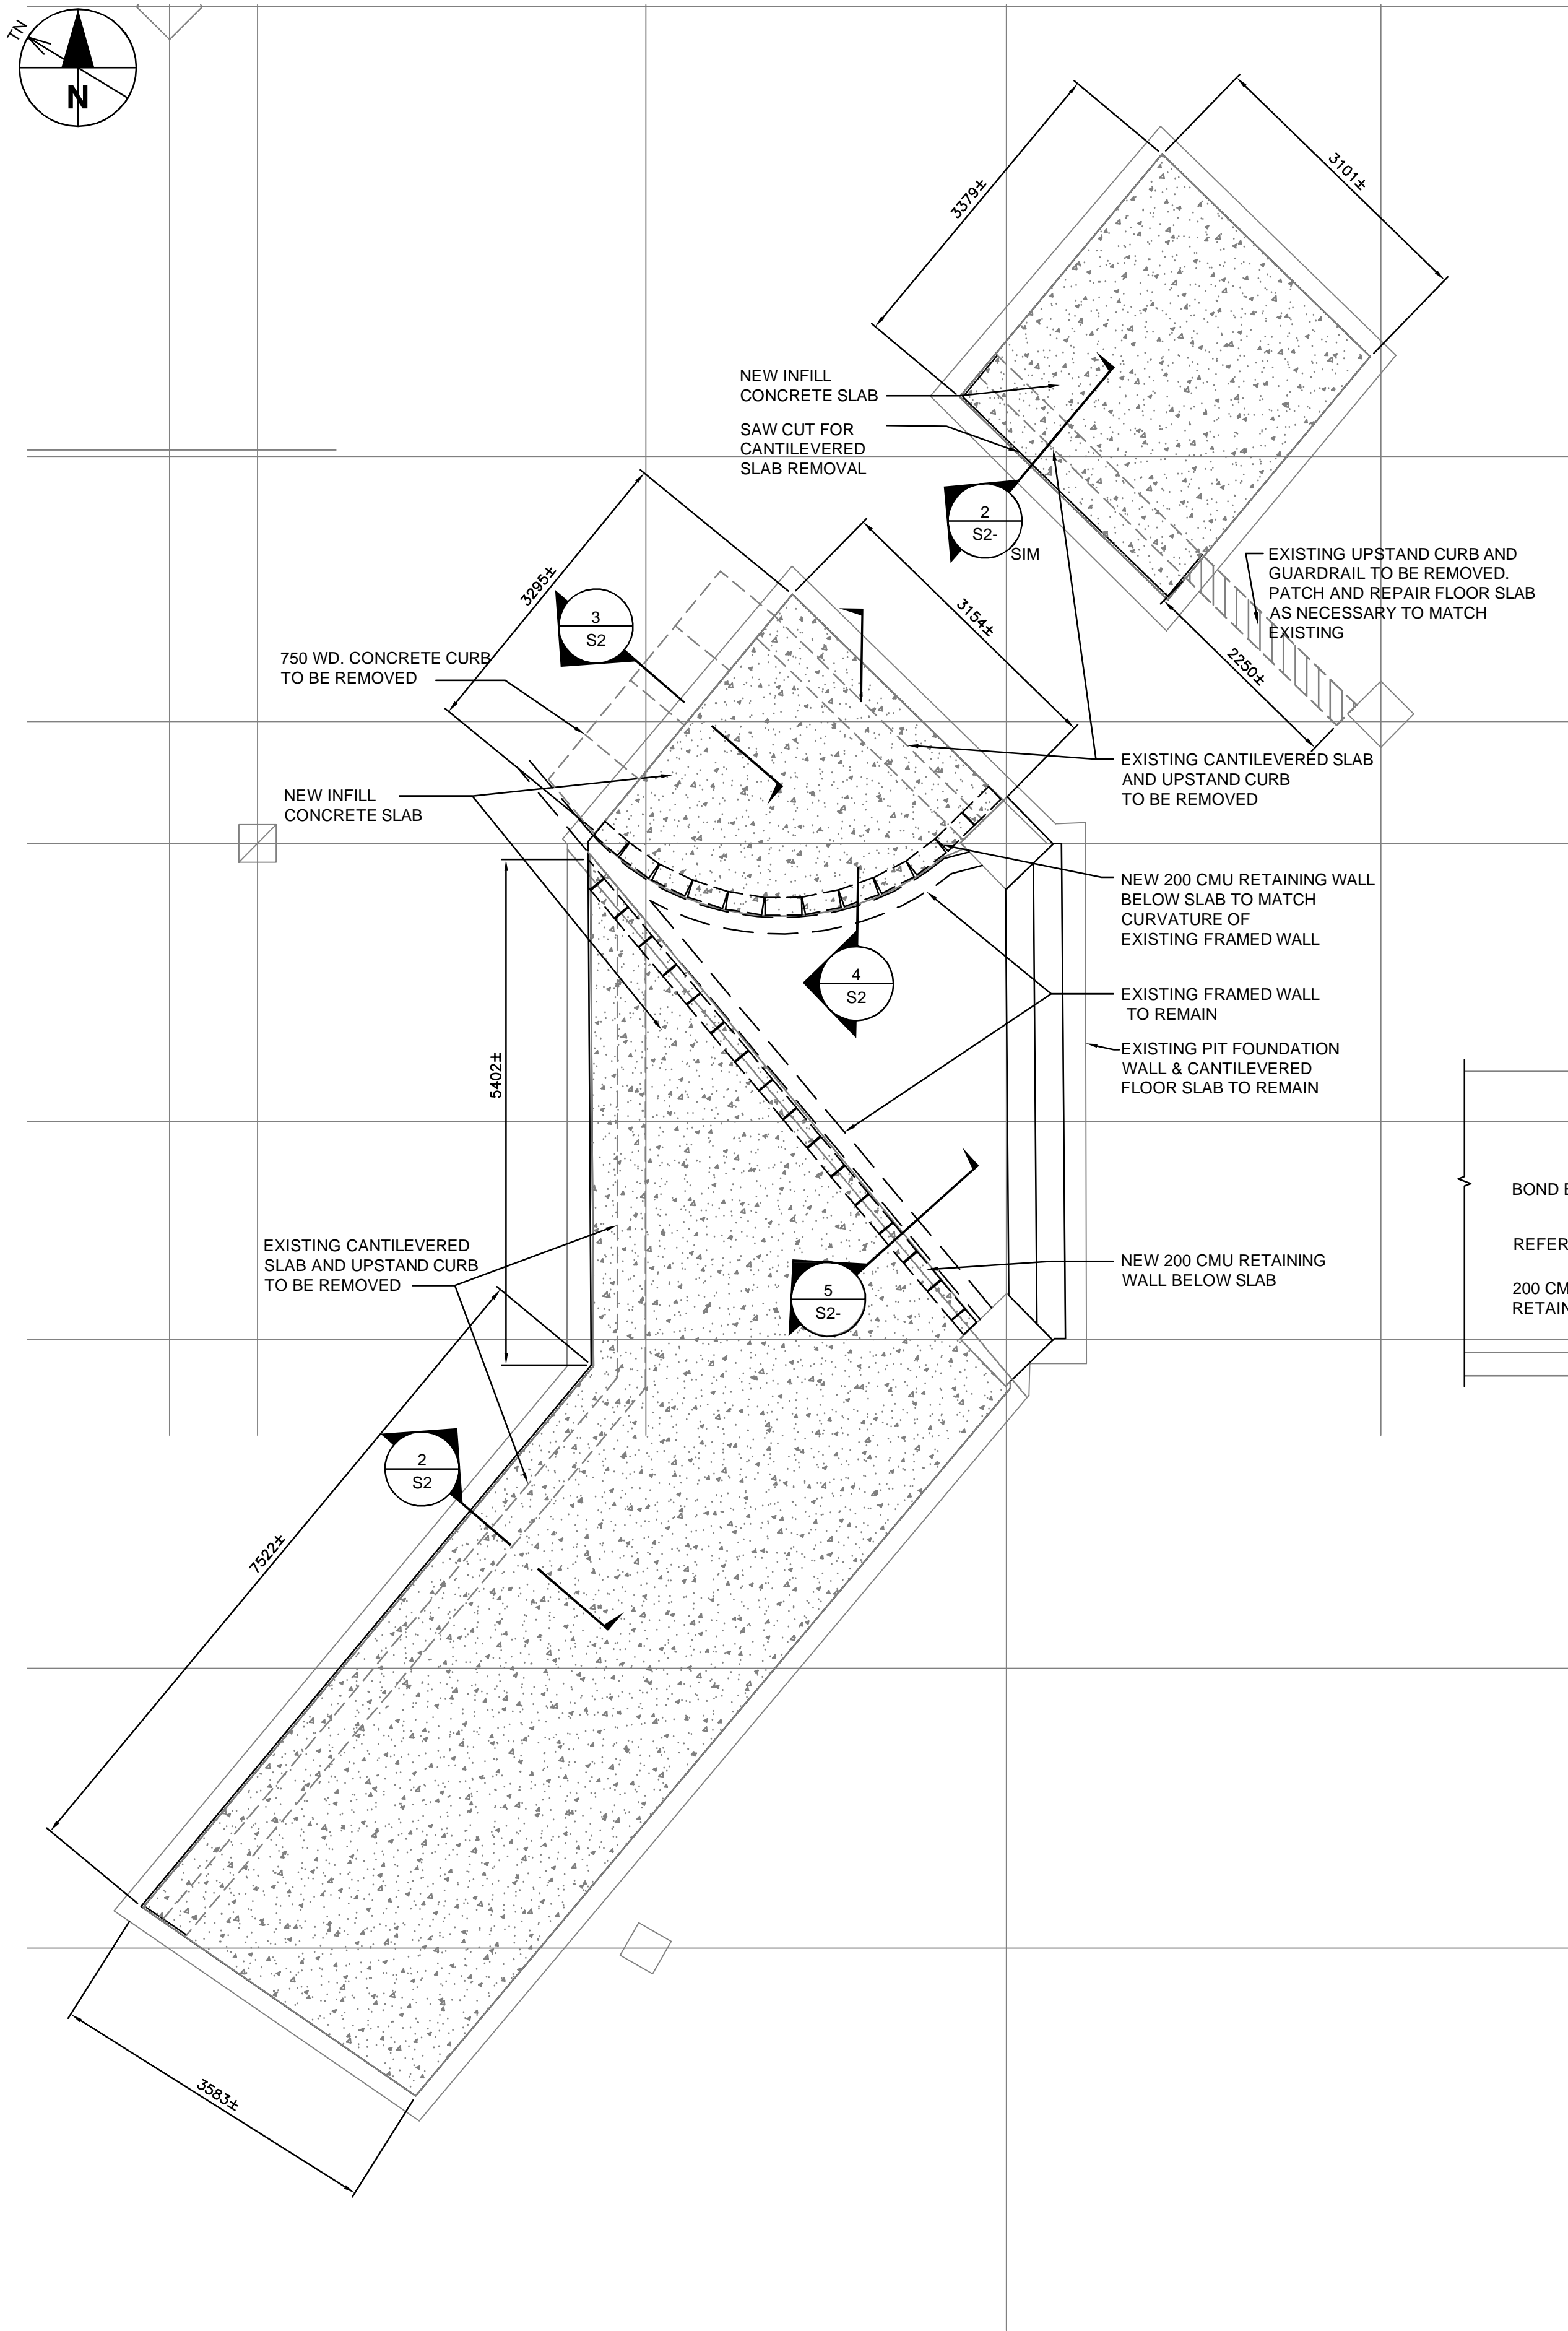 TN
N
3379±
3101±
NEW INFILL
CONCRETE SLAB
SAW CUT FOR
CANTILEVERED
SLAB REMOVAL
2
S2-
SIM
EXISTING UPSTAND CURB AND
GUARDRAIL TO BE REMOVED.
PATCH AND REPAIR FLOOR SLAB
AS NECESSARY TO MATCH
EXISTING
2250±
3295±
3154±
3
S2
750 WD. CONCRETE CURB
TO BE REMOVED
NEW INFILL
CONCRETE SLAB
EXISTING CANTILEVERED SLAB
AND UPSTAND CURB
TO BE REMOVED
NEW 200 CMU RETAINING WALL
BELOW SLAB TO MATCH
CURVATURE OF
EXISTING FRAMED WALL
4
S2
EXISTING FRAMED WALL
TO REMAIN
EXISTING PIT FOUNDATION
WALL & CANTILEVERED
FLOOR SLAB TO REMAIN
5402±
BOND
REFER
200
EXISTING CANTILEVERED
SLAB AND UPSTAND CURB
TO BE REMOVED
NEW 200 CMU RETAINING
WALL BELOW SLAB
5
S2-
2
S2
7522±
3583±